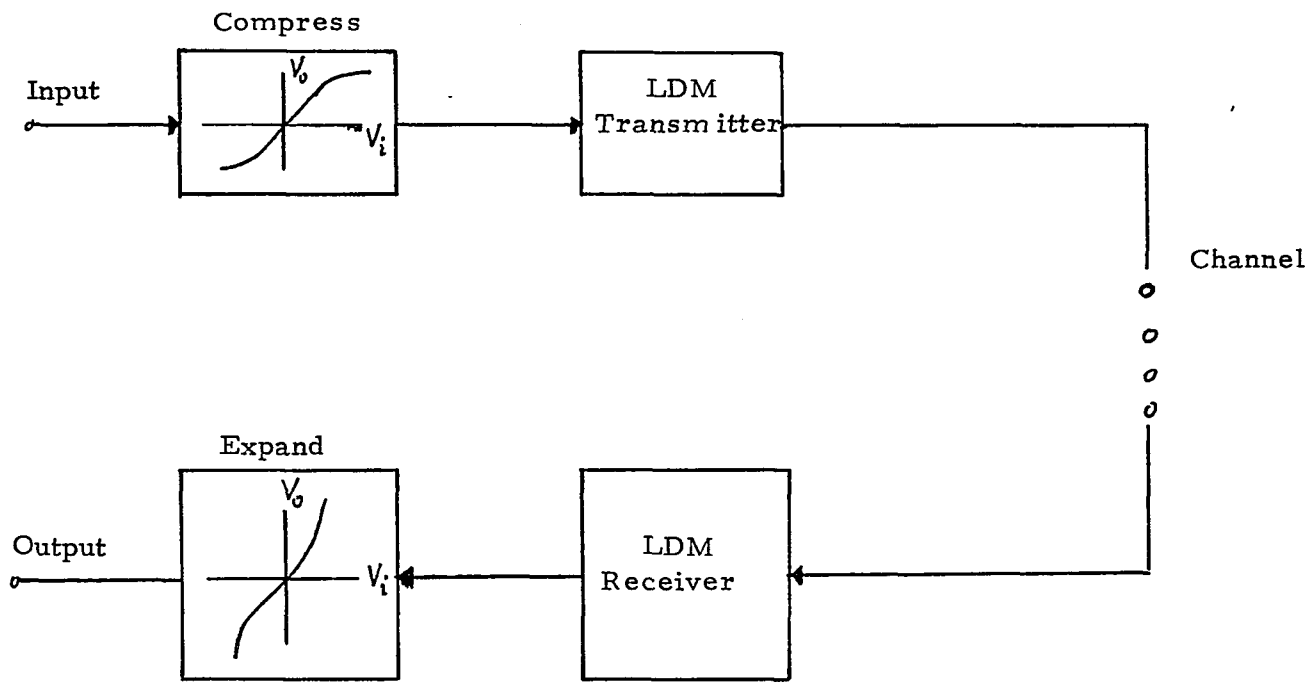 Compress
V₀
Vᵢ
Input
LDM
Transmitter
Channel
Expand
V₀
Vᵢ
Output
LDM
Receiver